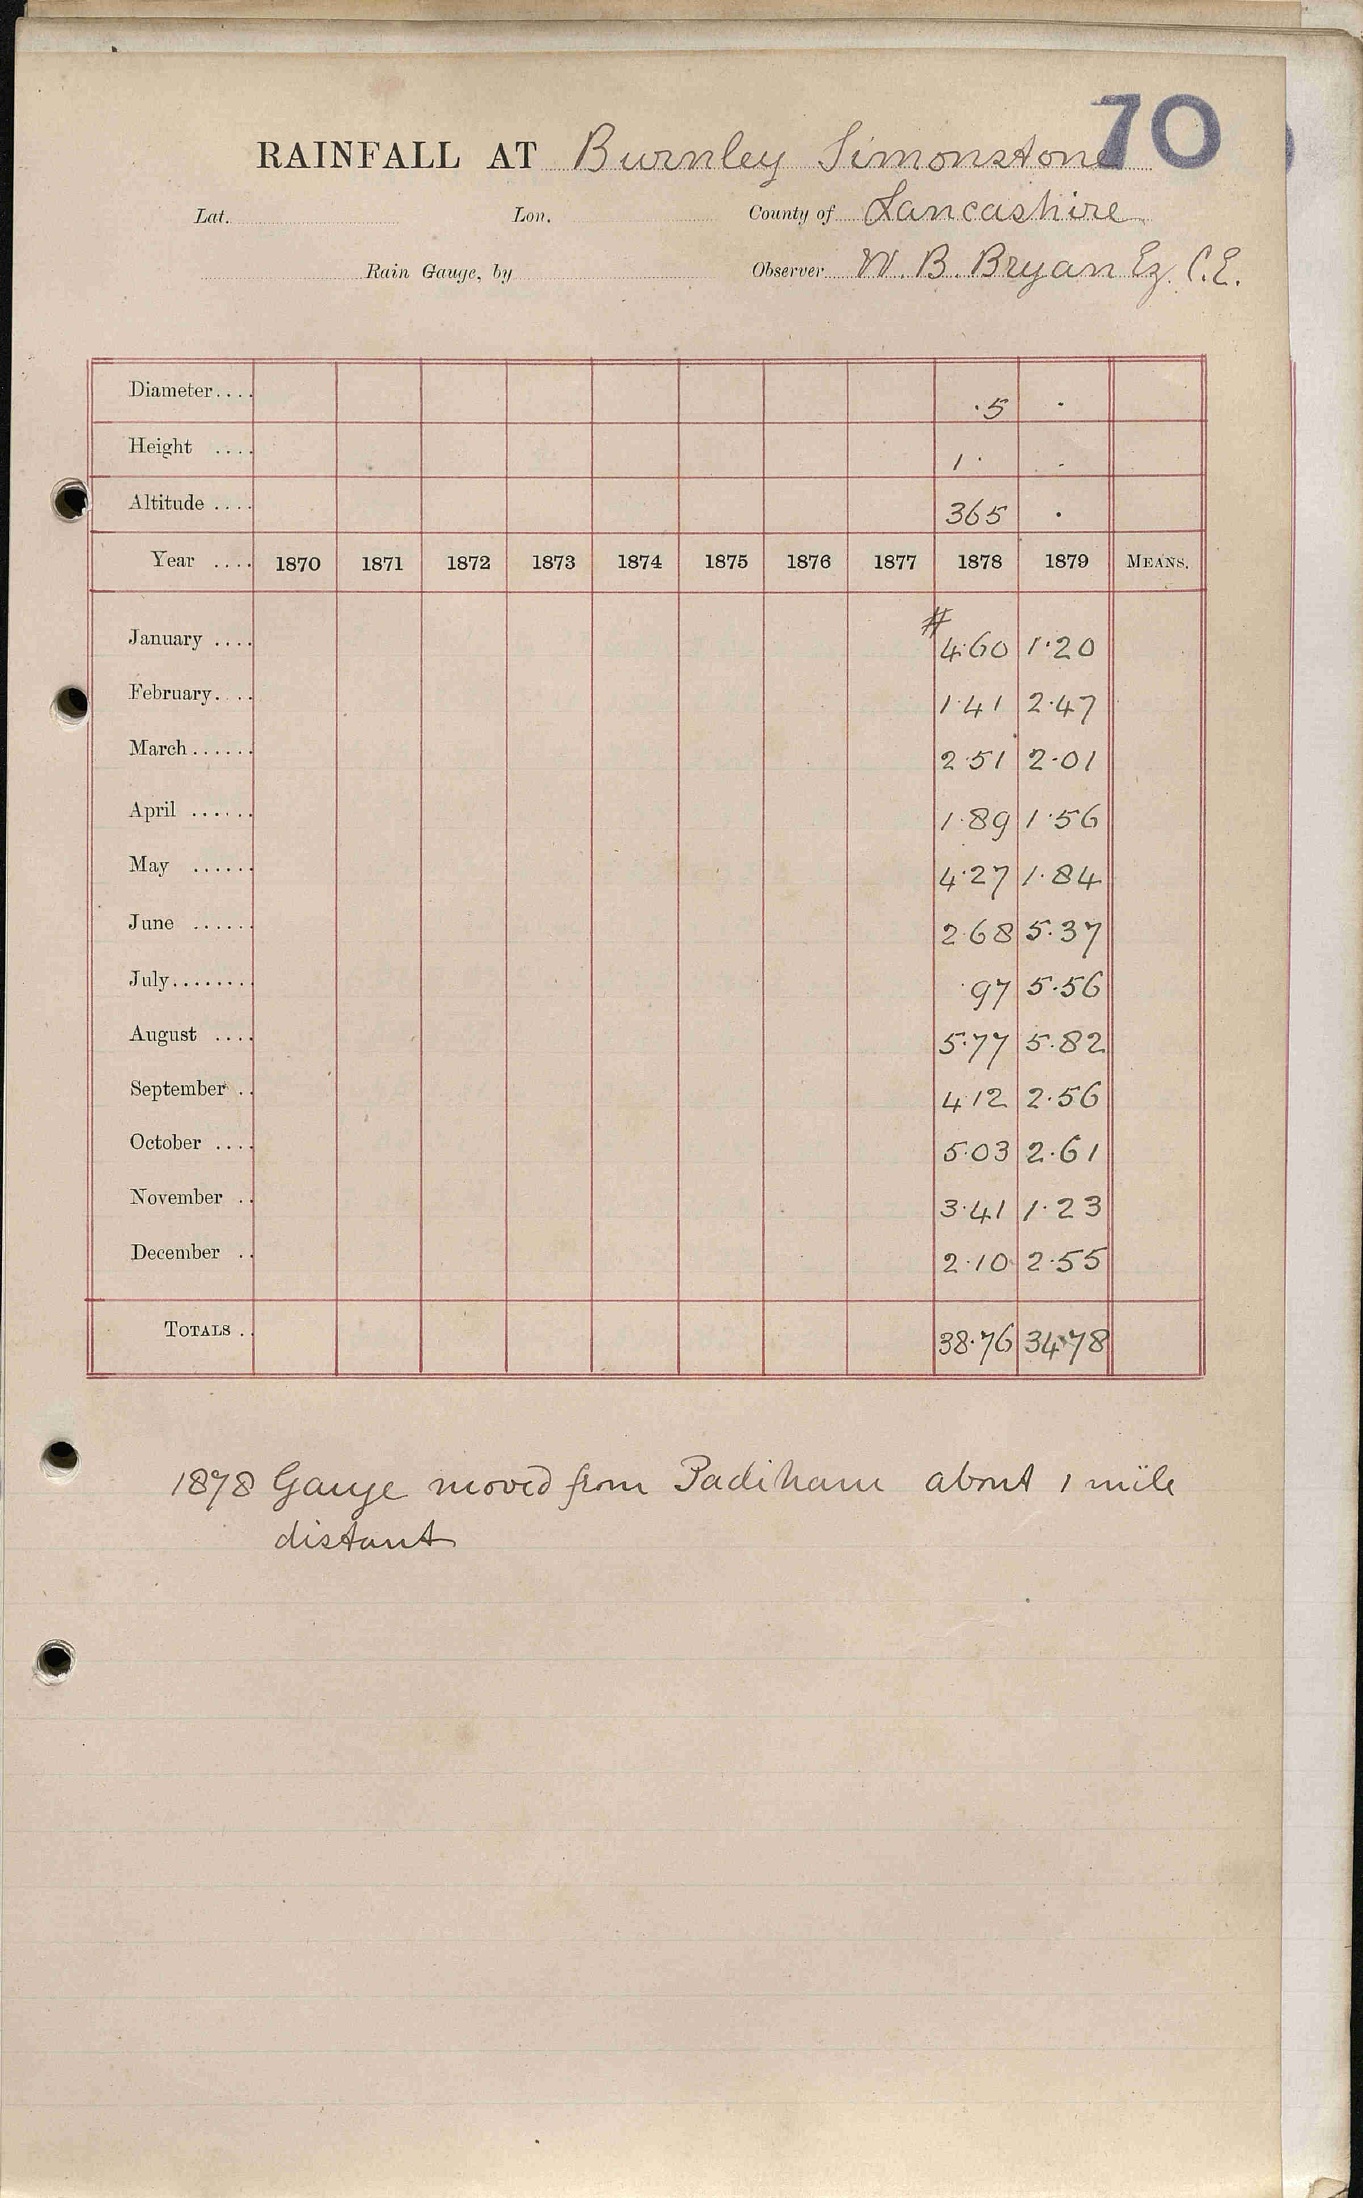 70
RAINFALL AT Burnley Simonstone
Lat. Lon. County of Lancashire
Rain Gauge, by Observer W. B. Bryan Ez. C.E.
Diameter.... ·5 ·
Height .... 1· ·
Altitude .... 365 ·
Year .... 1870 1871 1872 1873 1874 1875 1876 1877 1878 1879 MEANS.
January .... # 4·60 1·20
February.... 1·41 2·47
March...... 2·51 2·01
April ...... 1·89 1·56
May ...... 4·27 1·84
June ...... 2·68 5·37
July........ ·97 5·56
August .... 5·77 5·82
September .. 4·12 2·56
October .... 5·03 2·61
November .. 3·41 1·23
December .. 2·10 2·55
TOTALS .. 38·76 34·78
1878 Gauge moved from Padiham about 1 mile
distant